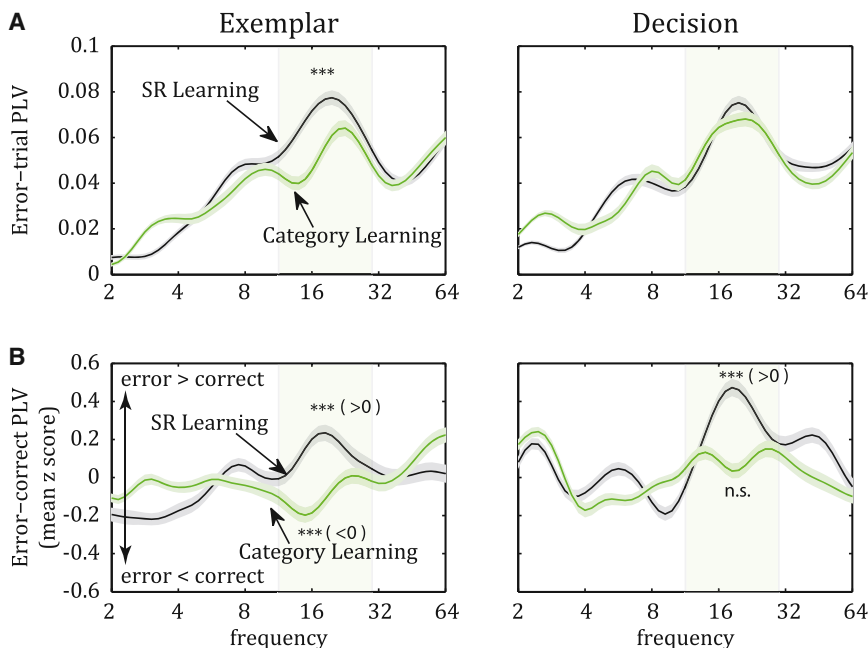 A
Exemplar
Decision
Error−trial PLV
0.1
0.08
0.06
0.04
0.02
0
***
SR Learning
Category Learning
2 4 8 16 32 64
2 4 8 16 32 64
B
Error−correct PLV
(mean z score)
0.6
0.4
0.2
0
-0.2
-0.4
-0.6
error > correct
SR Learning
*** (>0)
*** (<0)
Category Learning
error < correct
*** (>0)
n.s.
2 4 8 16 32 64
2 4 8 16 32 64
frequency
frequency